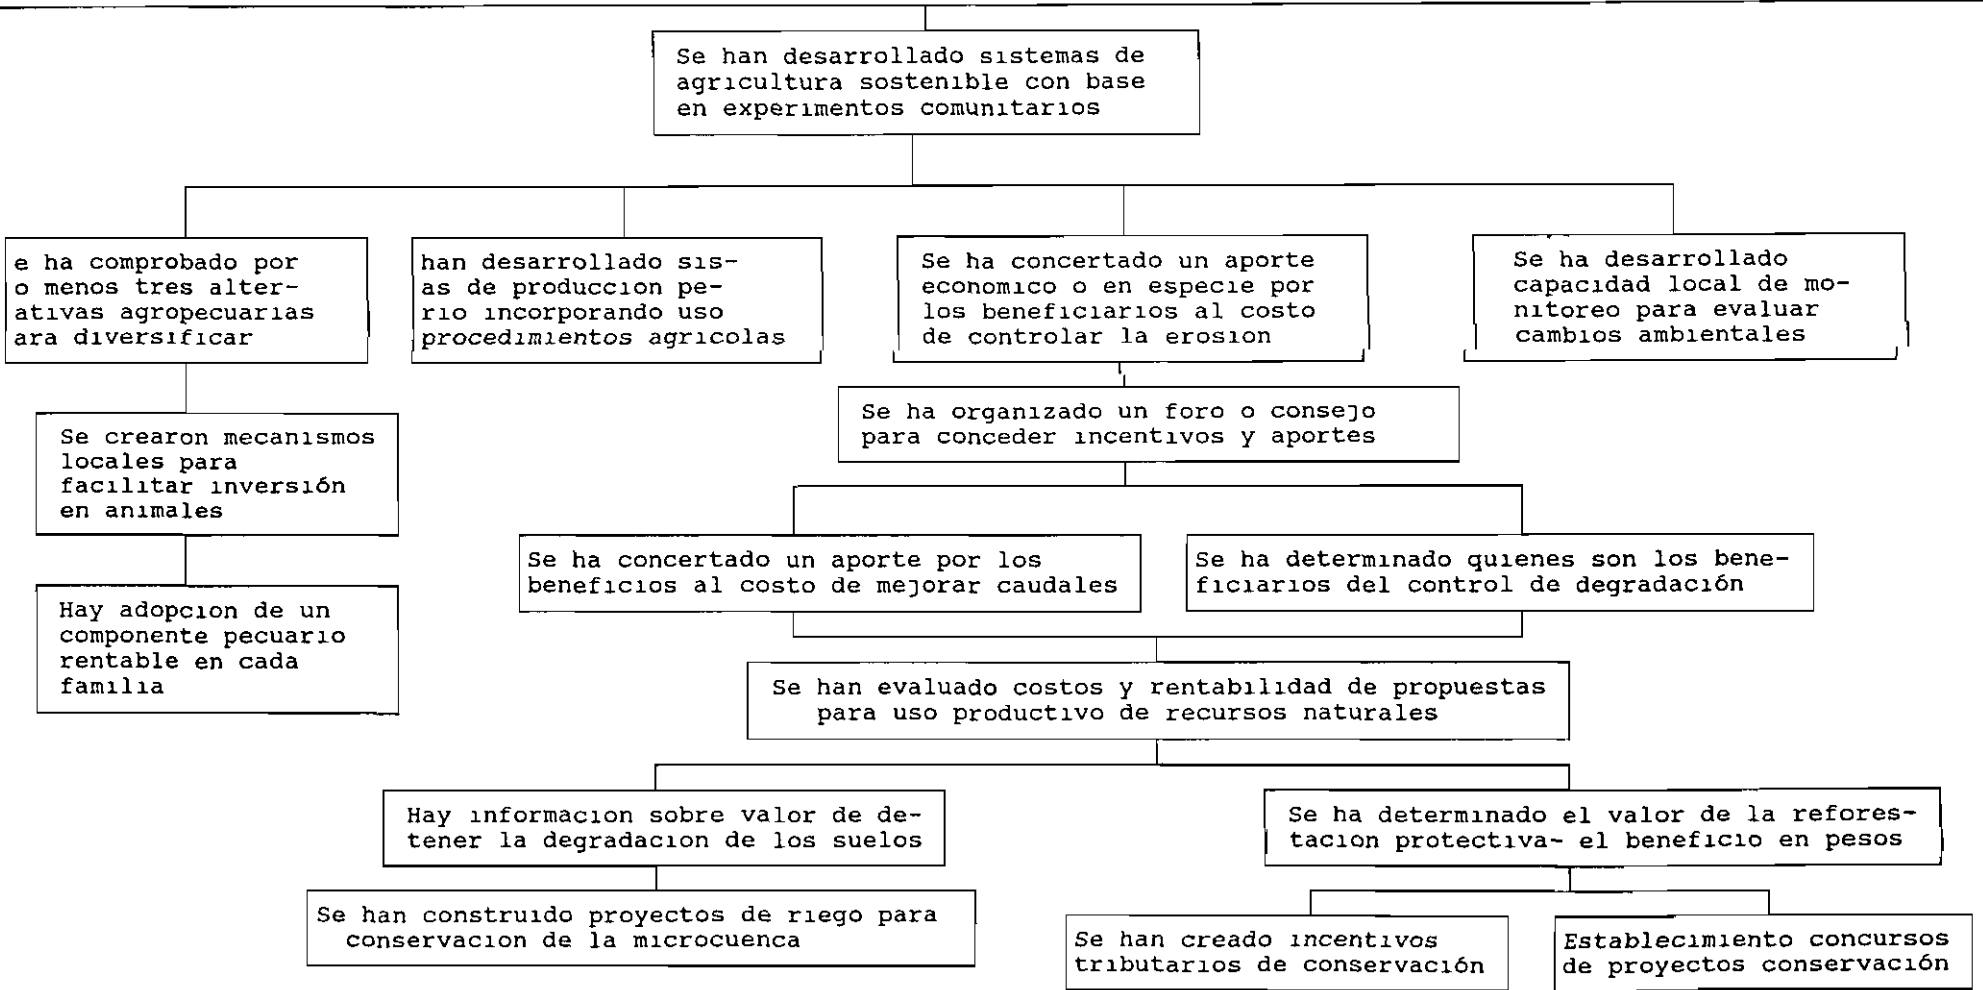 Se han desarrollado sistemas de
agricultura sostenible con base
en experimentos comunitarios
e ha comprobado por
o menos tres alter-
ativas agropecuarias
ara diversificar
han desarrollado sis-
as de produccion pe-
rio incorporando uso
procedimientos agricolas
Se ha concertado un aporte
economico o en especie por
los beneficiarios al costo
de controlar la erosion
Se ha desarrollado
capacidad local de mo-
nitoreo para evaluar
cambios ambientales
Se ha organizado un foro o consejo
para conceder incentivos y aportes
Se crearon mecanismos
locales para
facilitar inversión
en animales
Se ha concertado un aporte por los
beneficios al costo de mejorar caudales
Se ha determinado quienes son los bene-
ficiarios del control de degradación
Hay adopcion de un
componente pecuario
rentable en cada
familia
Se han evaluado costos y rentabilidad de propuestas
para uso productivo de recursos naturales
Hay informacion sobre valor de de-
tener la degradacion de los suelos
Se ha determinado el valor de la refores-
tacion protectiva- el beneficio en pesos
Se han construido proyectos de riego para
conservacion de la microcuenca
Se han creado incentivos
tributarios de conservación
Establecimiento concursos
de proyectos conservación